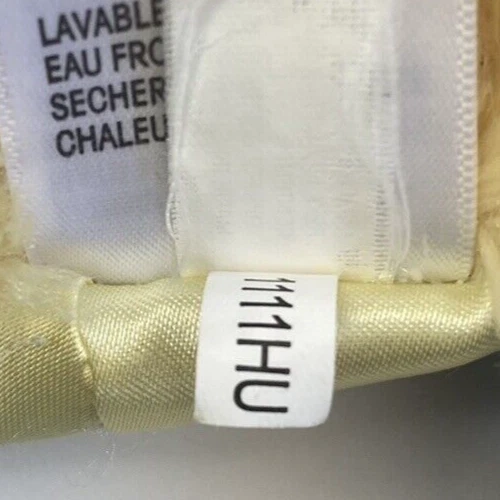 LAVABLE
EAU FRO
SECHER
CHALEU
1111HU